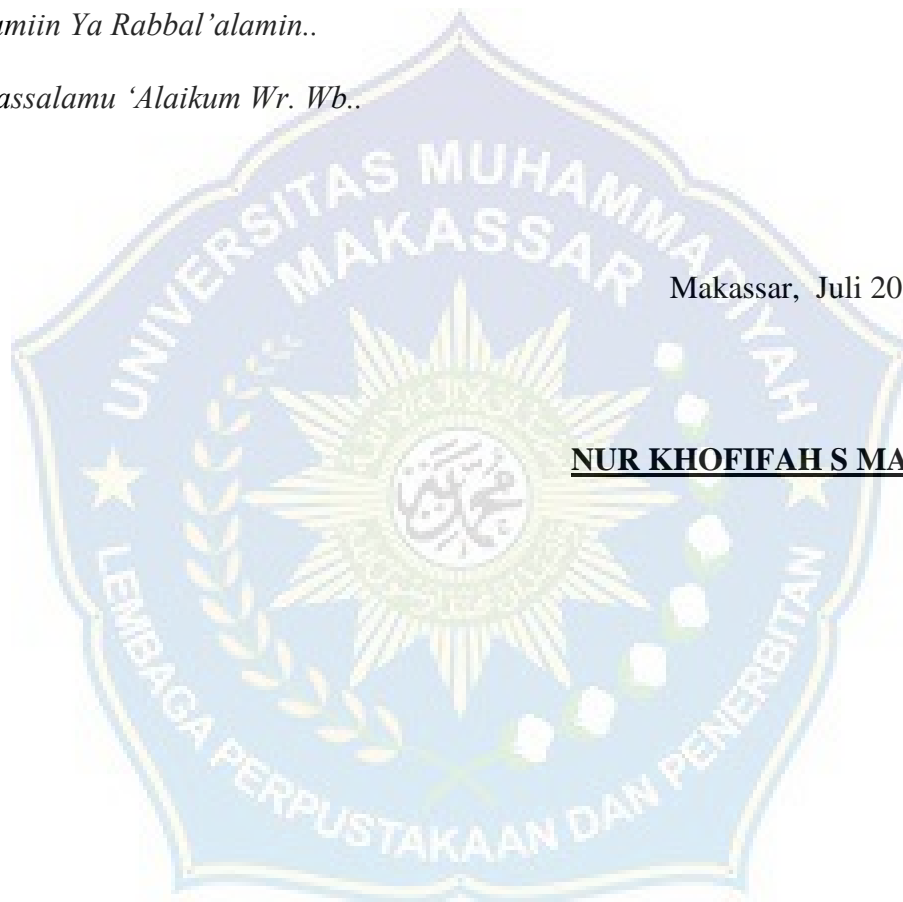 amiin Ya Rabbal’alamin..
assalamu ‘Alaikum Wr. Wb..
UNIVERSITAS MUHAMMADIYAH
MAKASSAR
Makassar, Juli 20
NUR KHOFIFAH S MA
LEMBAGA PERPUSTAKAAN DAN PENERBITAN